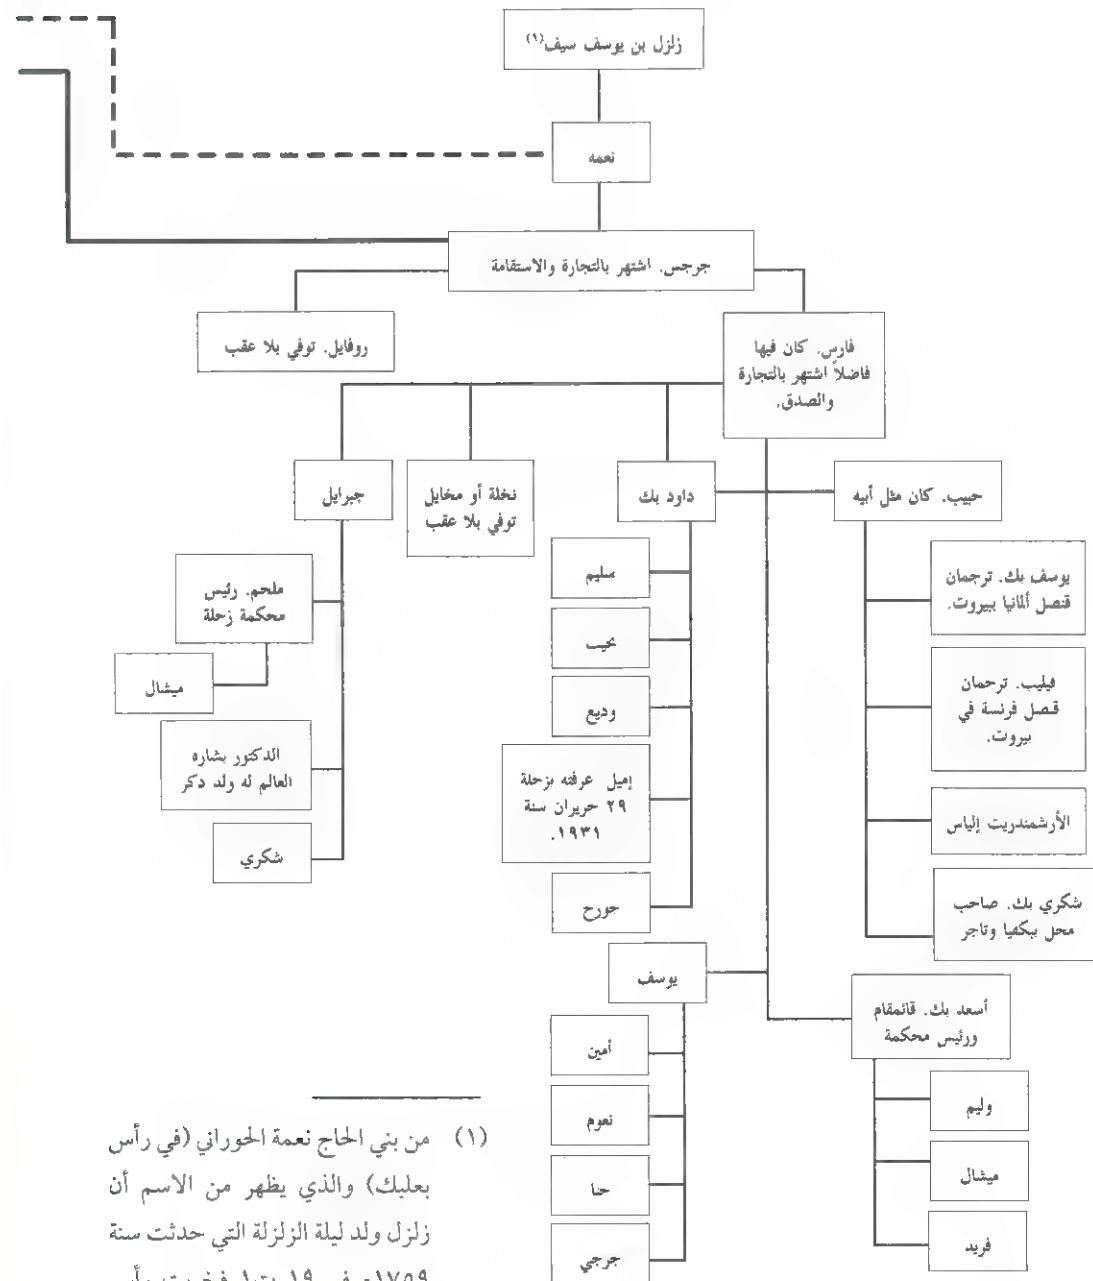 زلزل بن يوسف سيف(١)
نعمه
جرجس. اشتهر بالتجارة والاستقامة
روفايل. توفي بلا عقب
فارس. كان فيها
فاضلاً اشتهر بالتجارة
والصدق.
حبيب. كان مثل أبيه
داود بك
نخلة أو مخايل
توفي بلا عقب
جبرايل
يوسف بك. ترجمان
قنصل ألمانيا ببيروت.
فيليب. ترحمان
قنصل فرنسة في
بيروت.
الأرشمندريت إلياس
شكري بك. صاحب
محل ببكفيا وتاجر
سليم
نجيب
وديع
إميل عرفته بزحلة
٢٩ حريران سنة
١٩٣١.
جورج
ملحم. رئيس
محكمة زحلة
ميشال
الدكتور بشاره
العالم له ولد دكر
شكري
يوسف
أمين
نعوم
حنا
جرجي
أسعد بك. قائمقام
ورئيس محكمة
وليم
ميشال
فريد
(١) من بني الحاج نعمة الحوراني (في رأس
بعلبك) والذي يظهر من الاسم أن
زلزل ولد ليلة الزلزلة التي حدثت سنة